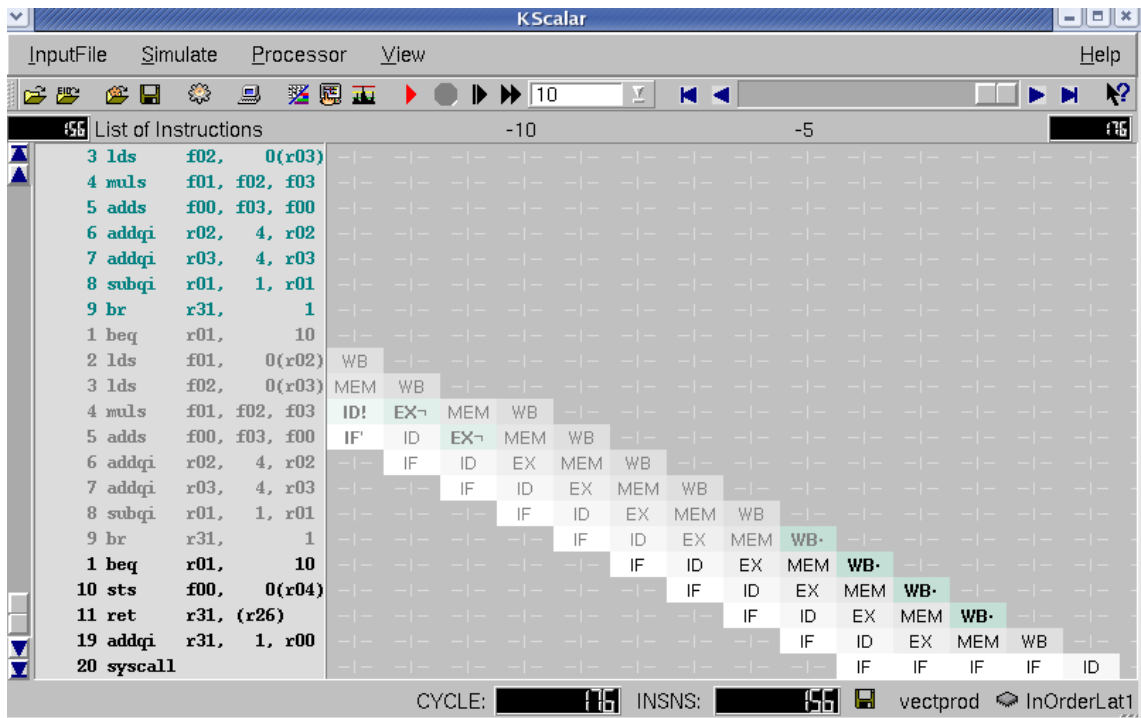 KScalar
InputFile Simulate Processor View Help
10
156 List of Instructions -10 -5 176
3 lds f02, 0(r03)
4 muls f01, f02, f03
5 adds f00, f03, f00
6 addqi r02, 4, r02
7 addqi r03, 4, r03
8 subqi r01, 1, r01
9 br r31, 1
1 beq r01, 10
2 lds f01, 0(r02) WB
3 lds f02, 0(r03) MEM WB
4 muls f01, f02, f03 ID! EX¬ MEM WB
5 adds f00, f03, f00 IF' ID EX¬ MEM WB
6 addqi r02, 4, r02 IF ID EX MEM WB
7 addqi r03, 4, r03 IF ID EX MEM WB
8 subqi r01, 1, r01 IF ID EX MEM WB
9 br r31, 1 IF ID EX MEM WB·
1 beq r01, 10 IF ID EX MEM WB·
10 sts f00, 0(r04) IF ID EX MEM WB·
11 ret r31, (r26) IF ID EX MEM WB·
19 addqi r31, 1, r00 IF ID EX MEM WB
20 syscall IF IF IF IF ID
CYCLE: 176 INSNS: 156 vectprod InOrderLat1